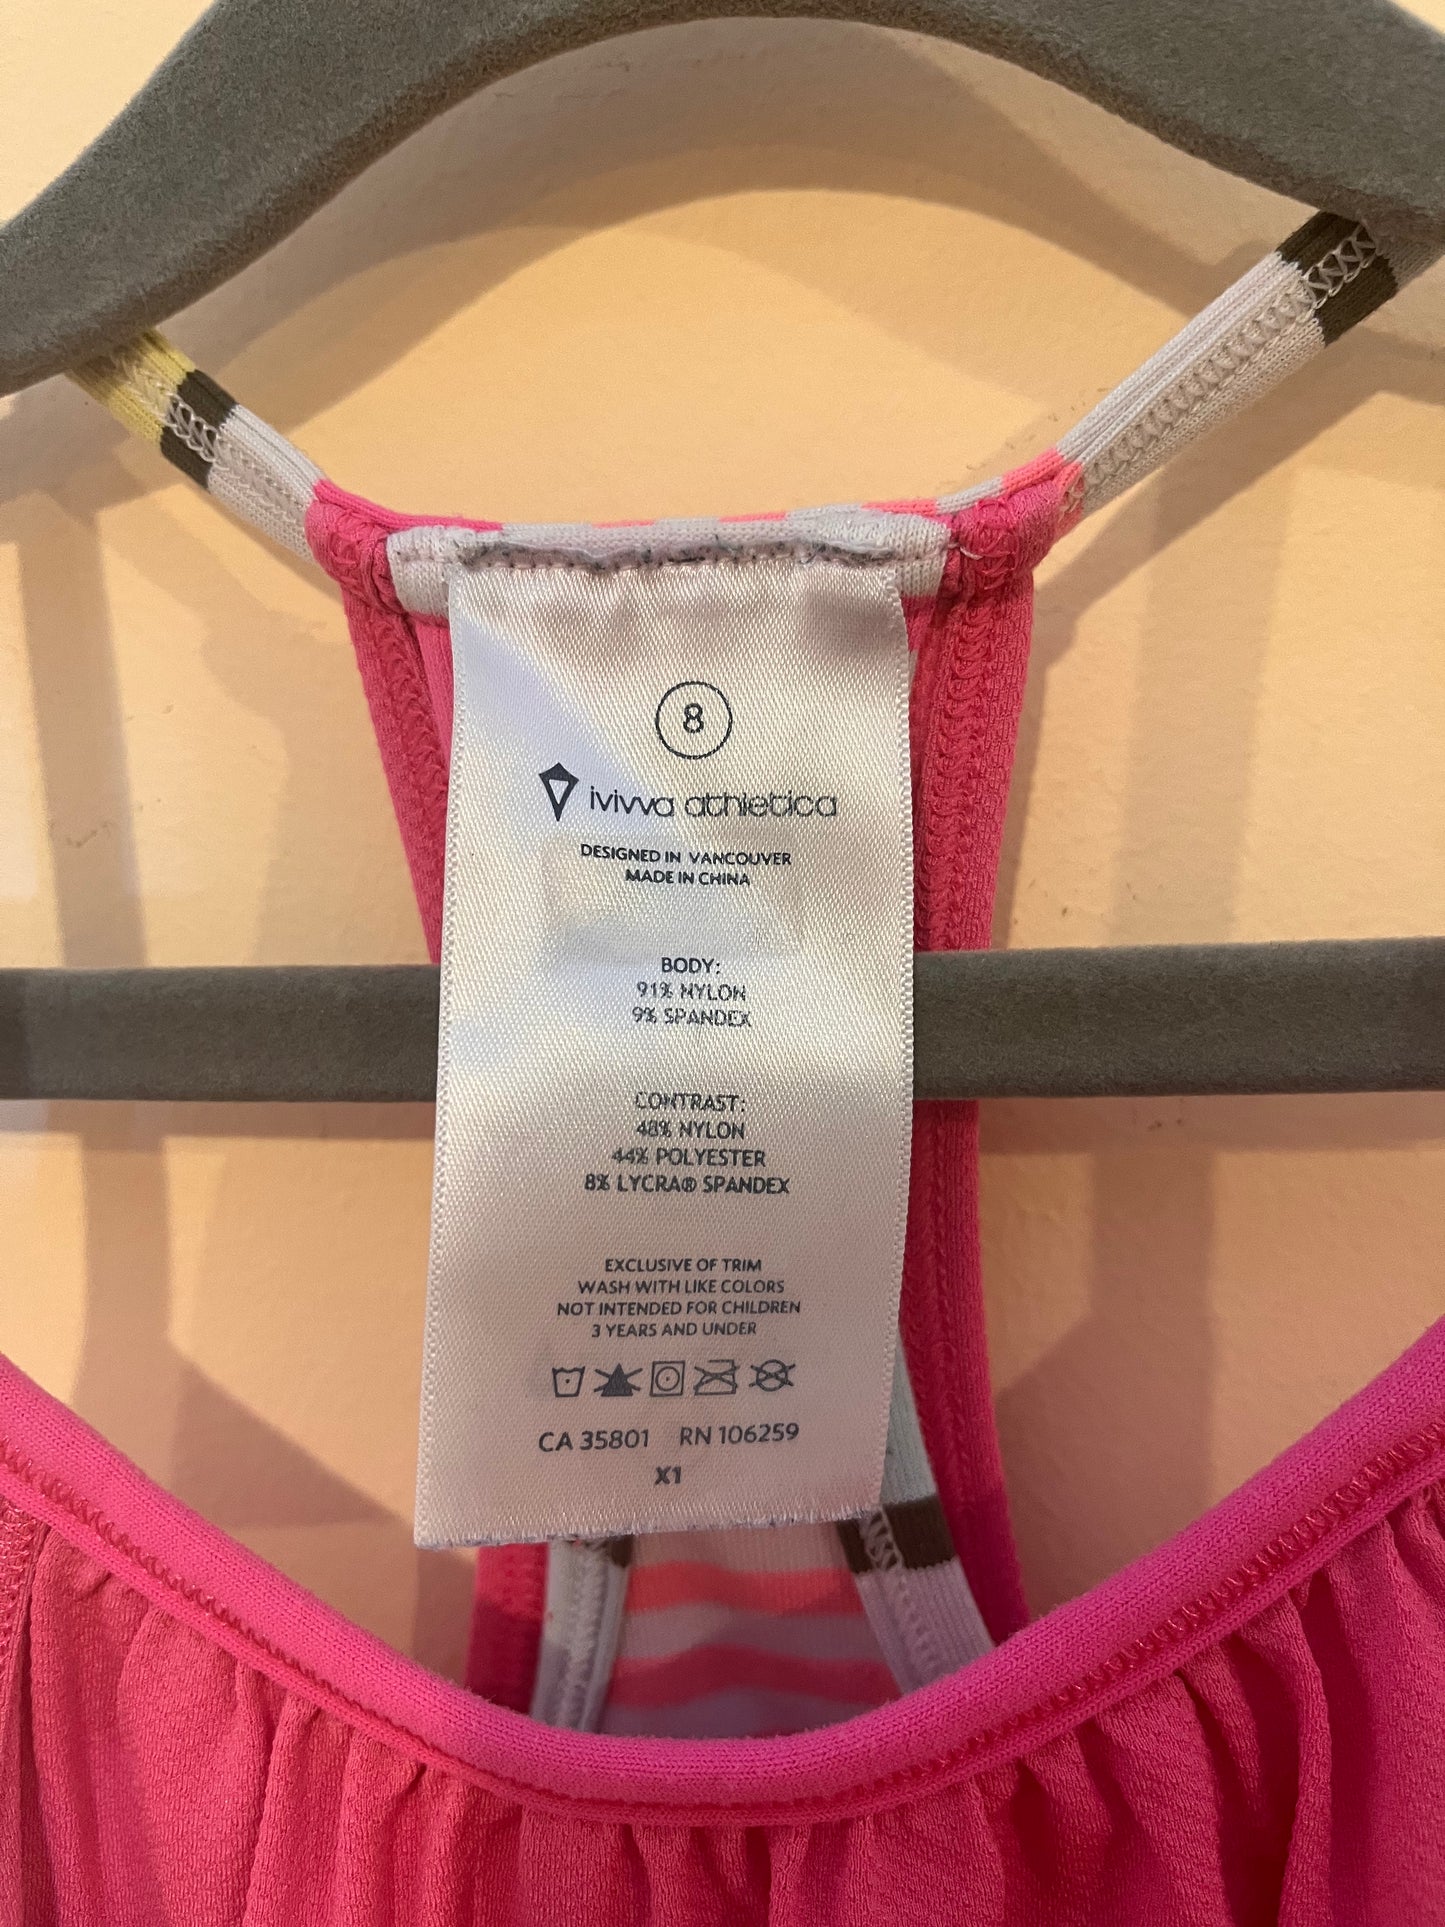 8
ivivva athletica
DESIGNED IN VANCOUVER
MADE IN CHINA
BODY:
91% NYLON
9% SPANDEX
CONTRAST:
48% NYLON
44% POLYESTER
8% LYCRA® SPANDEX
EXCLUSIVE OF TRIM
WASH WITH LIKE COLORS
NOT INTENDED FOR CHILDREN
3 YEARS AND UNDER
CA 35801 RN 106259
X1